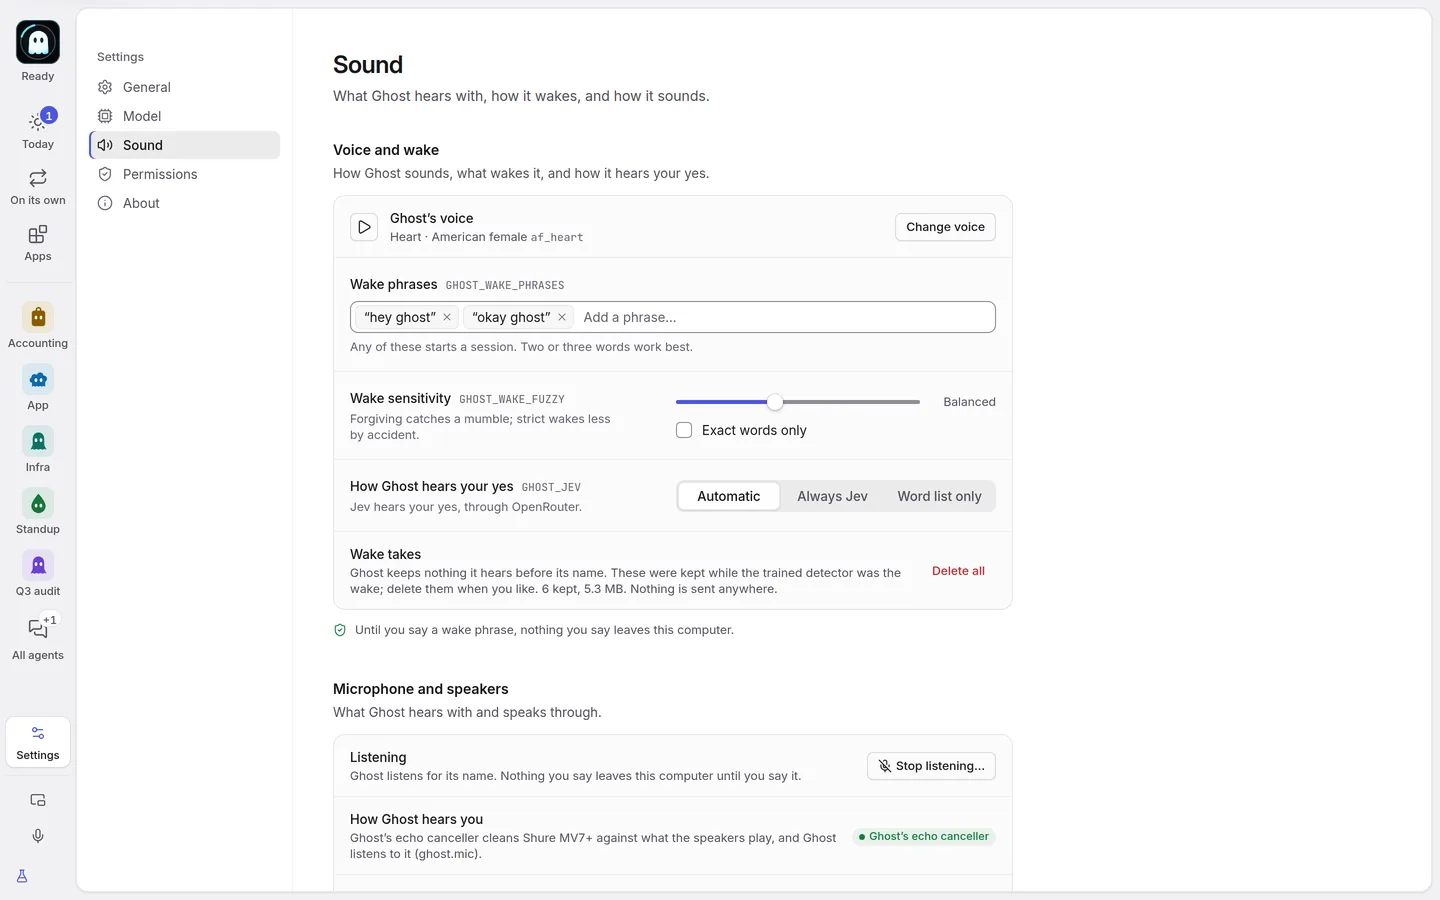 Ready
1
Today
On its own
Apps
Accounting
App
Infra
Standup
Q3 audit
+1
All agents
Settings
Settings
General
Model
Sound
Permissions
About
Sound
What Ghost hears with, how it wakes, and how it sounds.
Voice and wake
How Ghost sounds, what wakes it, and how it hears your yes.
Ghost’s voice
Heart · American female af_heart
Change voice
Wake phrases GHOST_WAKE_PHRASES
“hey ghost” “okay ghost” Add a phrase…
Any of these starts a session. Two or three words work best.
Wake sensitivity GHOST_WAKE_FUZZY
Forgiving catches a mumble; strict wakes less
by accident.
Balanced
Exact words only
How Ghost hears your yes GHOST_JEV
Jev hears your yes, through OpenRouter.
Automatic Always Jev Word list only
Wake takes
Ghost keeps nothing it hears before its name. These were kept while the trained detector was the
wake; delete them when you like. 6 kept, 5.3 MB. Nothing is sent anywhere.
Delete all
Until you say a wake phrase, nothing you say leaves this computer.
Microphone and speakers
What Ghost hears with and speaks through.
Listening
Ghost listens for its name. Nothing you say leaves this computer until you say it.
Stop listening…
How Ghost hears you
Ghost’s echo canceller cleans Shure MV7+ against what the speakers play, and Ghost
listens to it (ghost.mic).
Ghost’s echo canceller